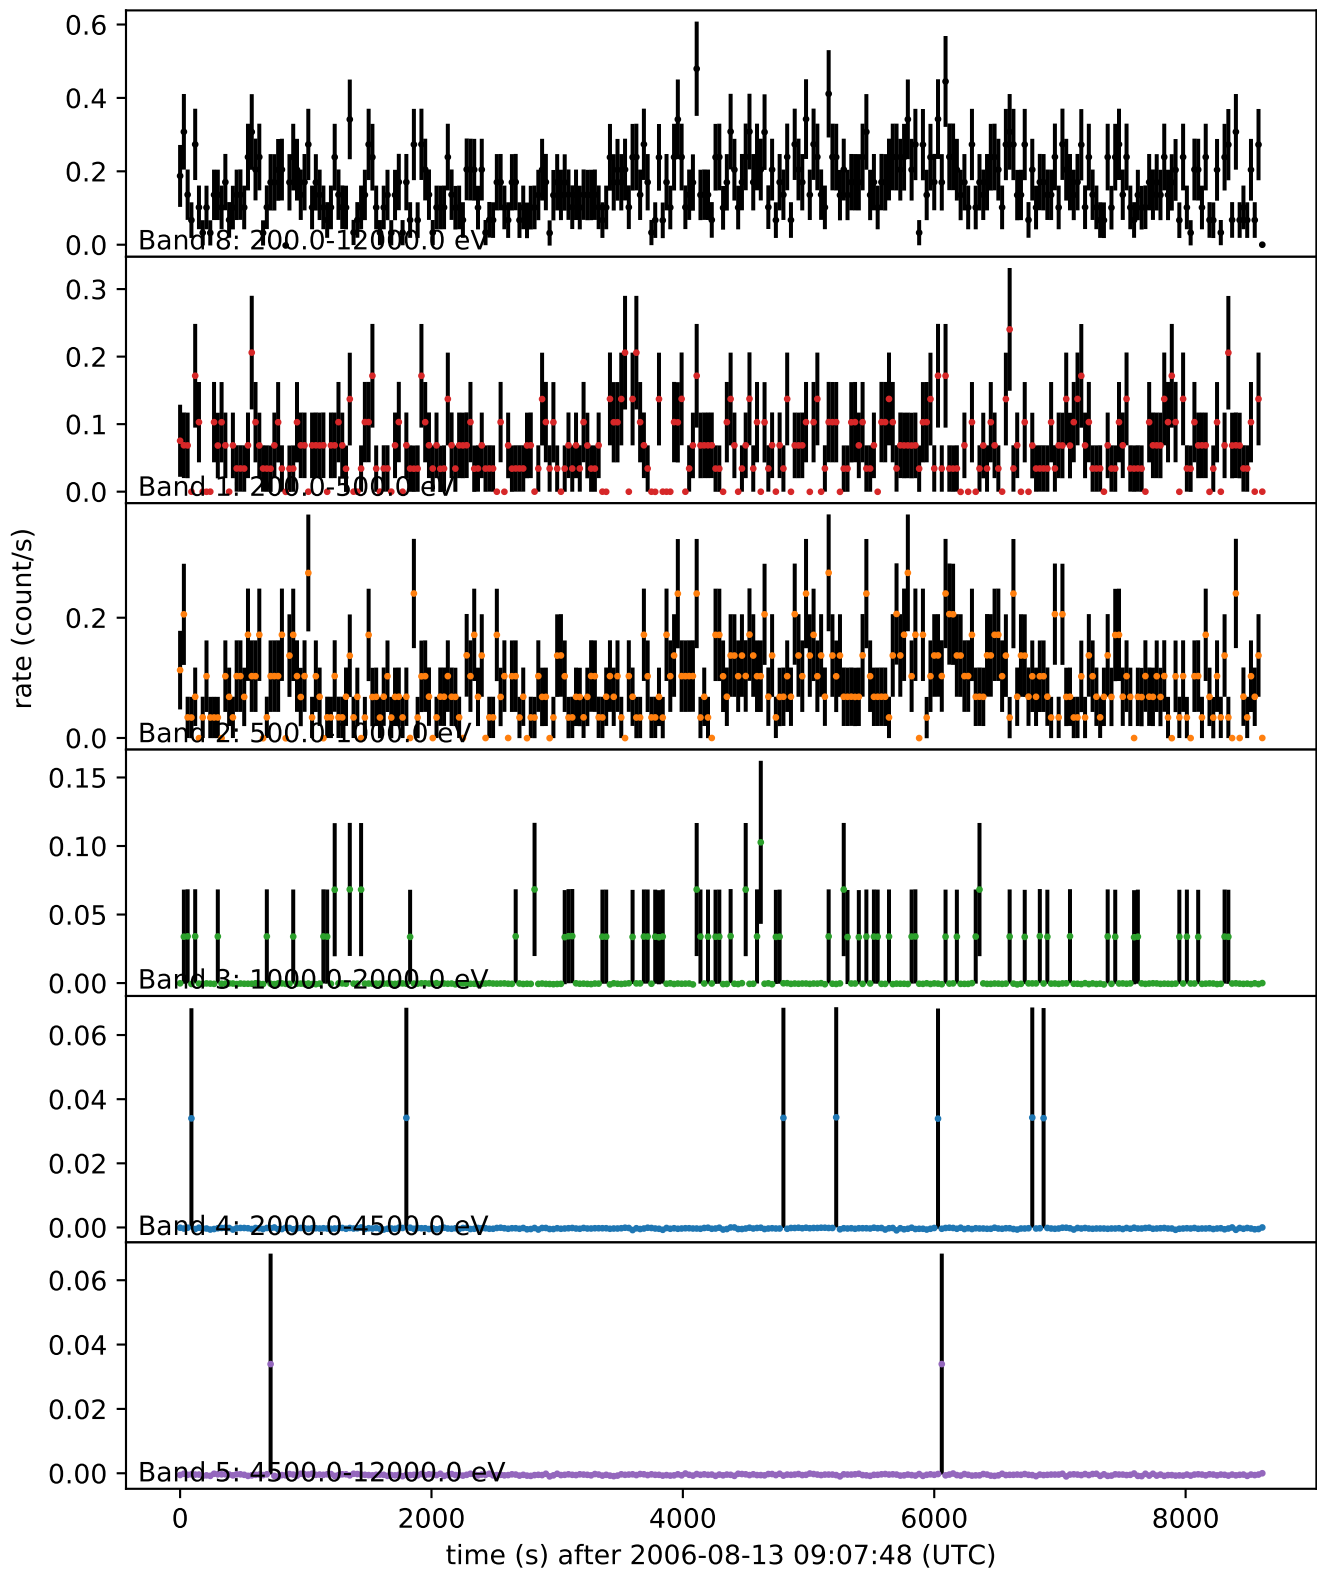 0.6
0.4
0.2
0.0
Band 8: 200.0-12000.0 eV
0.3
0.2
0.1
0.0
Band 1: 200.0-500.0 eV
rate (count/s)
0.2
0.0
Band 2: 500.0-1000.0 eV
0.15
0.10
0.05
0.00
Band 3: 1000.0-2000.0 eV
0.06
0.04
0.02
0.00
Band 4: 2000.0-4500.0 eV
0.06
0.04
0.02
0.00
Band 5: 4500.0-12000.0 eV
0 2000 4000 6000 8000
time (s) after 2006-08-13 09:07:48 (UTC)